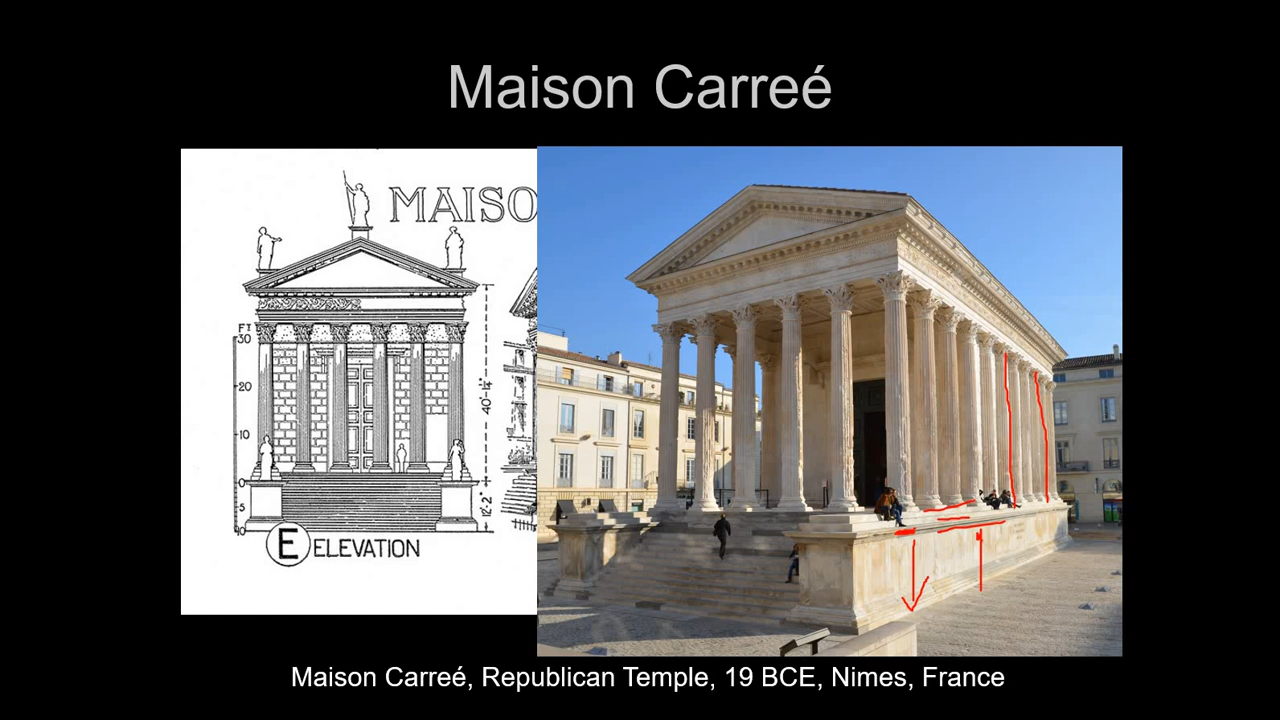 Maison Carreé
MAISO
FT
30
20
10
0
5
10
40'-1¼"
12'-2"
E ELEVATION
Maison Carreé, Republican Temple, 19 BCE, Nimes, France